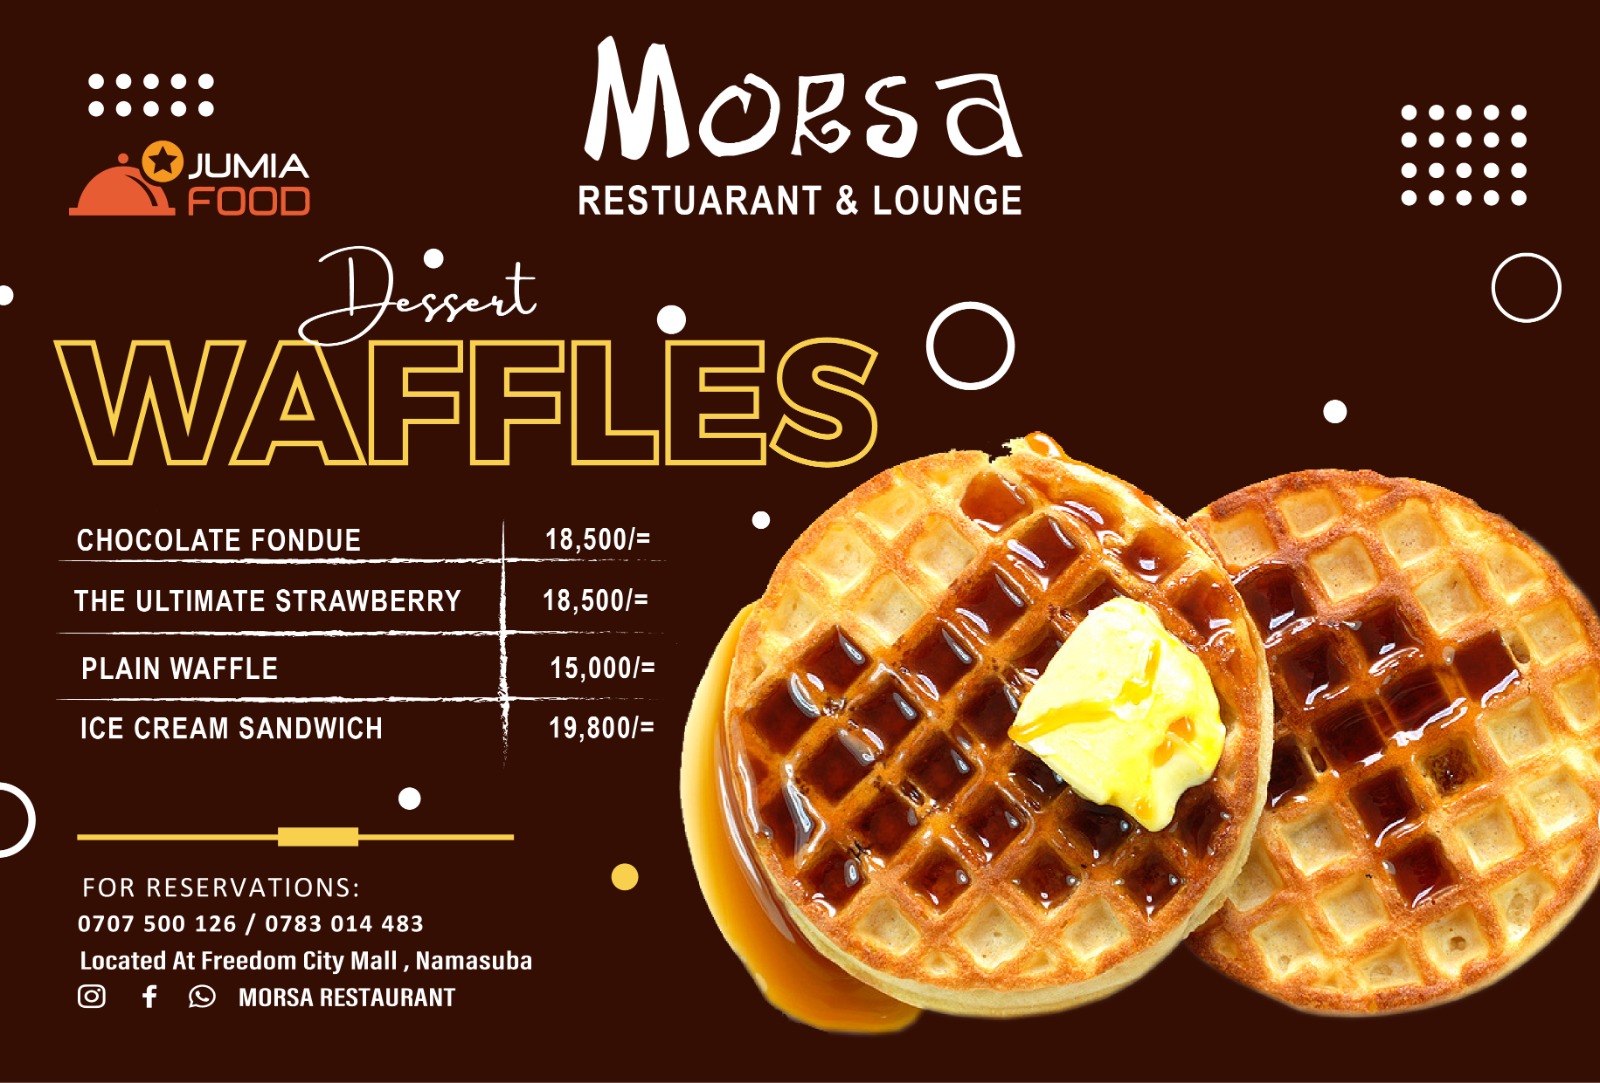 MORSA
RESTUARANT & LOUNGE
JUMIA
FOOD
Dessert
WAFFLES
CHOCOLATE FONDUE 18,500/=
THE ULTIMATE STRAWBERRY 18,500/=
PLAIN WAFFLE 15,000/=
ICE CREAM SANDWICH 19,800/=
FOR RESERVATIONS:
0707 500 126 / 0783 014 483
Located At Freedom City Mall , Namasuba
MORSA RESTAURANT